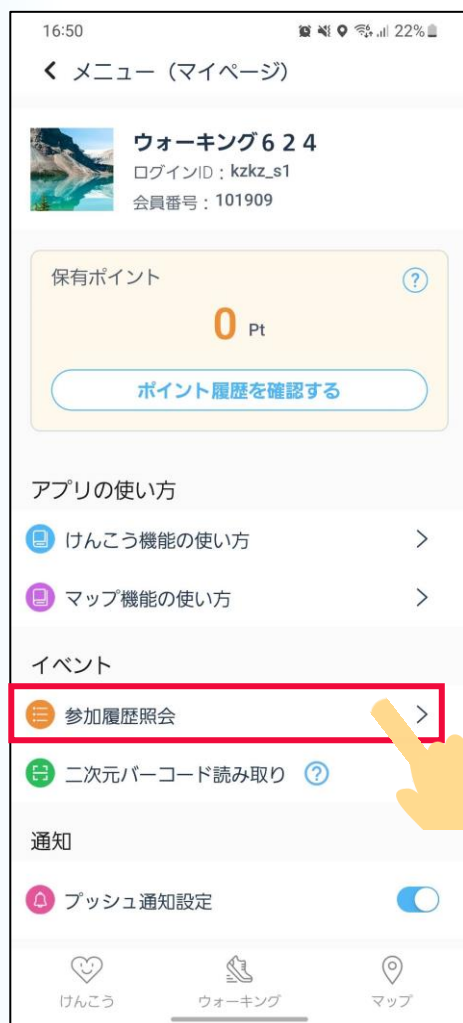 16:50 22%
メニュー（マイページ）
ウォーキング６２４
ログインID：kzkz_s1
会員番号：101909
保有ポイント ?
0 Pt
ポイント履歴を確認する
アプリの使い方
けんこう機能の使い方
マップ機能の使い方
イベント
参加履歴照会
二次元バーコード読み取り ?
通知
プッシュ通知設定
けんこう ウォーキング マップ